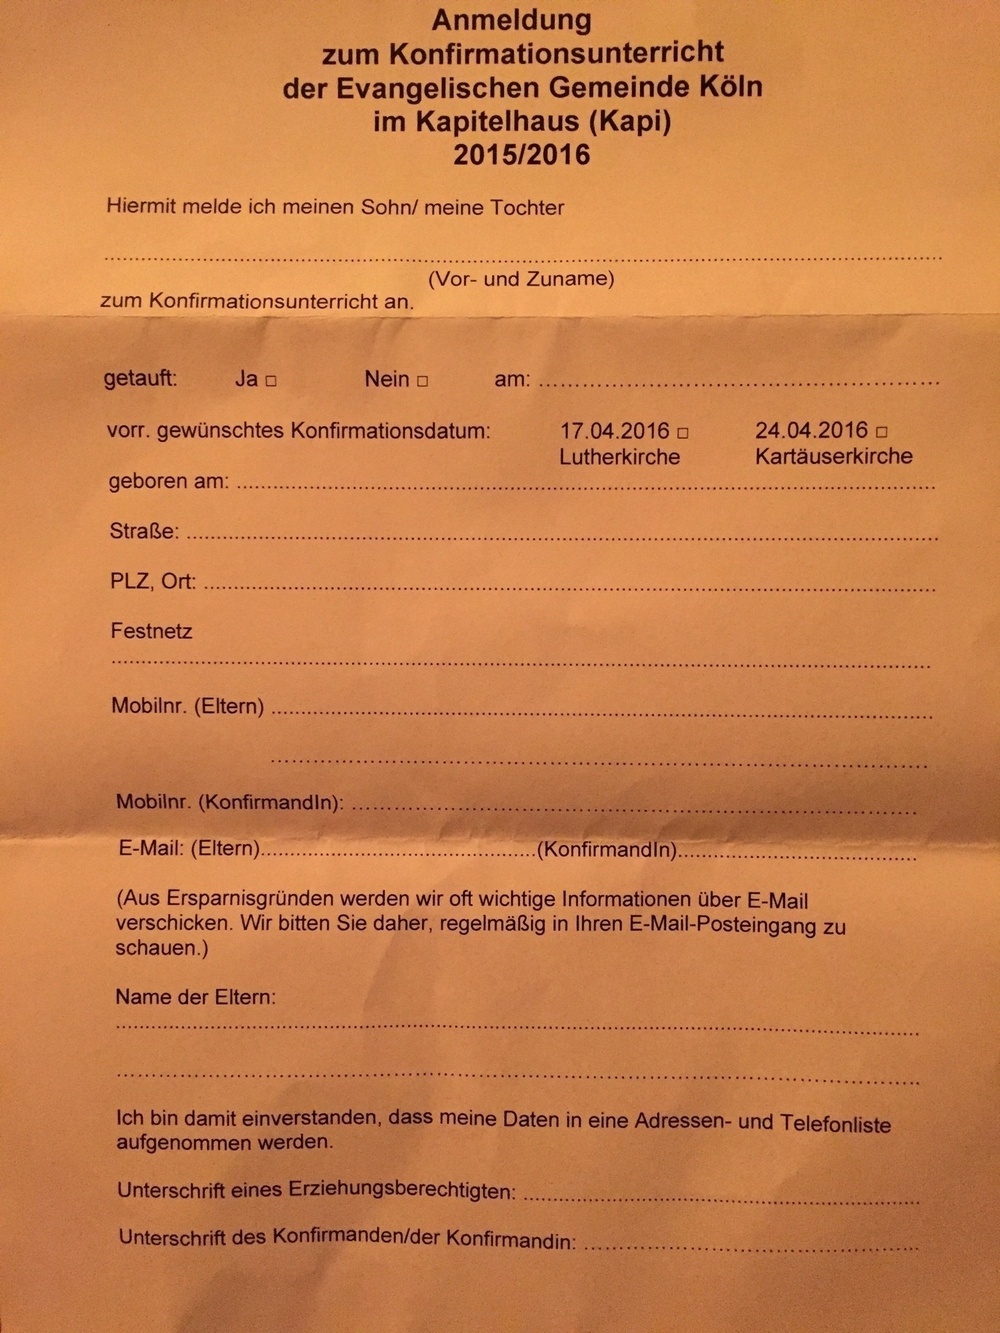 Anmeldung
zum Konfirmationsunterricht
der Evangelischen Gemeinde Köln
im Kapitelhaus (Kapi)
2015/2016
Hiermit melde ich meinen Sohn/ meine Tochter
................................................................
(Vor- und Zuname)
zum Konfirmationsunterricht an.
getauft: Ja □ Nein □ am: ................................
vorr. gewünschtes Konfirmationsdatum: 17.04.2016 □ 24.04.2016 □
Lutherkirche Kartäuserkirche
geboren am: ................................................................
Straße: ................................................................
PLZ, Ort: ................................................................
Festnetz
................................................................
Mobilnr. (Eltern) ................................................................
................................................................
Mobilnr. (KonfirmandIn): ................................................................
E-Mail: (Eltern)................................(KonfirmandIn)................................
(Aus Ersparnisgründen werden wir oft wichtige Informationen über E-Mail
verschicken. Wir bitten Sie daher, regelmäßig in Ihren E-Mail-Posteingang zu
schauen.)
Name der Eltern:
................................................................
................................................................
Ich bin damit einverstanden, dass meine Daten in eine Adressen- und Telefonliste
aufgenommen werden.
Unterschrift eines Erziehungsberechtigten: ................................
Unterschrift des Konfirmanden/der Konfirmandin: ................................